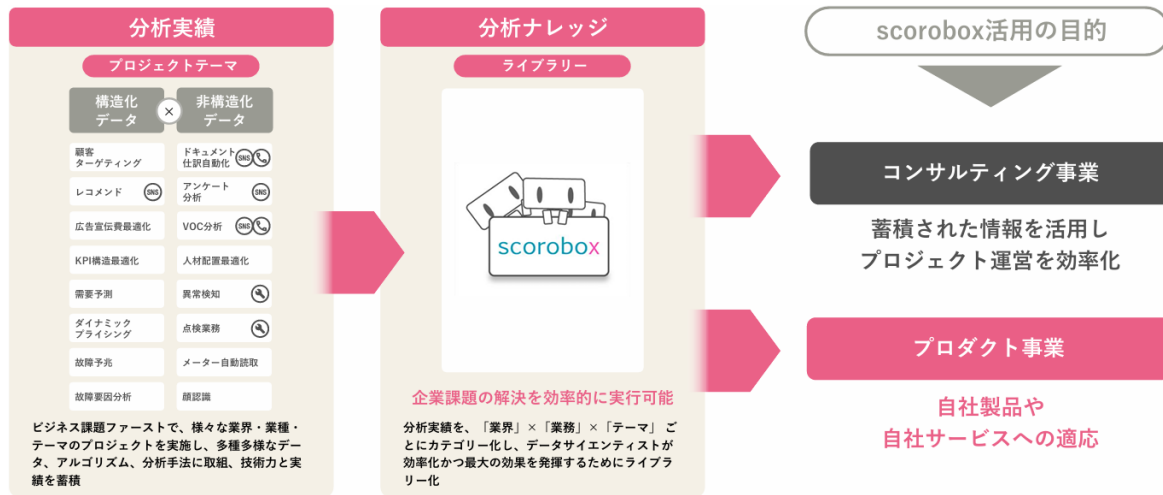 分析実績
プロジェクトテーマ
構造化
データ
×
非構造化
データ
顧客
ターゲティング
ドキュメント
仕訳自動化
SNS
レコメンド
SNS
アンケート
分析
SNS
広告宣伝費最適化
VOC分析
SNS
KPI構造最適化
人材配置最適化
需要予測
異常検知
ダイナミック
プライシング
点検業務
故障予兆
メーター自動読取
故障要因分析
顔認識
ビジネス課題ファーストで、様々な業界・業種・
テーマのプロジェクトを実施し、多種多様なデー
タ、アルゴリズム、分析手法に取組、技術力と実
績を蓄積
分析ナレッジ
ライブラリー
scorobox
企業課題の解決を効率的に実行可能
分析実績を、「業界」×「業務」×「テーマ」 ご
とにカテゴリー化し、データサイエンティストが
効率化かつ最大の効果を発揮するためにライブラ
リー化
scorobox活用の目的
コンサルティング事業
蓄積された情報を活用し
プロジェクト運営を効率化
プロダクト事業
自社製品や
自社サービスへの適応